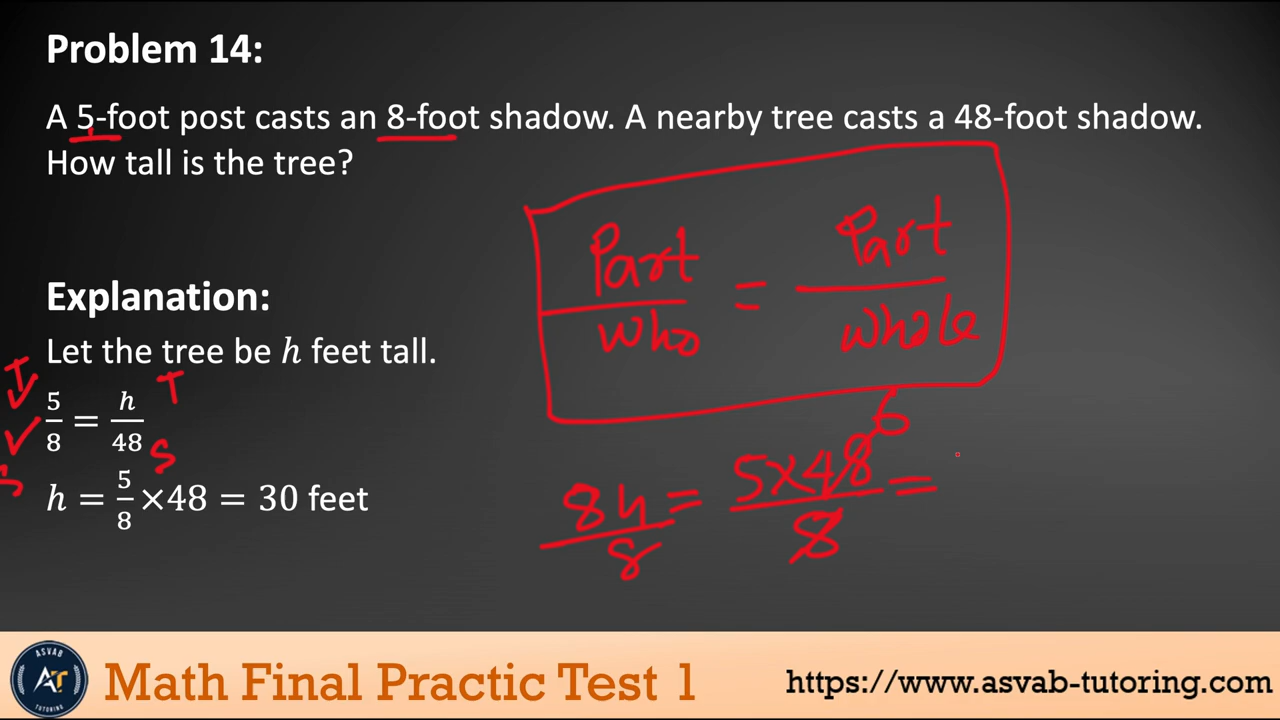 Problem 14:
A 5-foot post casts an 8-foot shadow. A nearby tree casts a 48-foot shadow.
How tall is the tree?
Part/Who = Part/Whole
Explanation:
Let the tree be h feet tall.
T T
5/8 = h/48
S S
h = 5/8 ×48 = 30 feet
8h/8 = 5×48/8 =
6
ASVAB
AT
TUTORING
Math Final Practic Test 1
https://www.asvab-tutoring.com